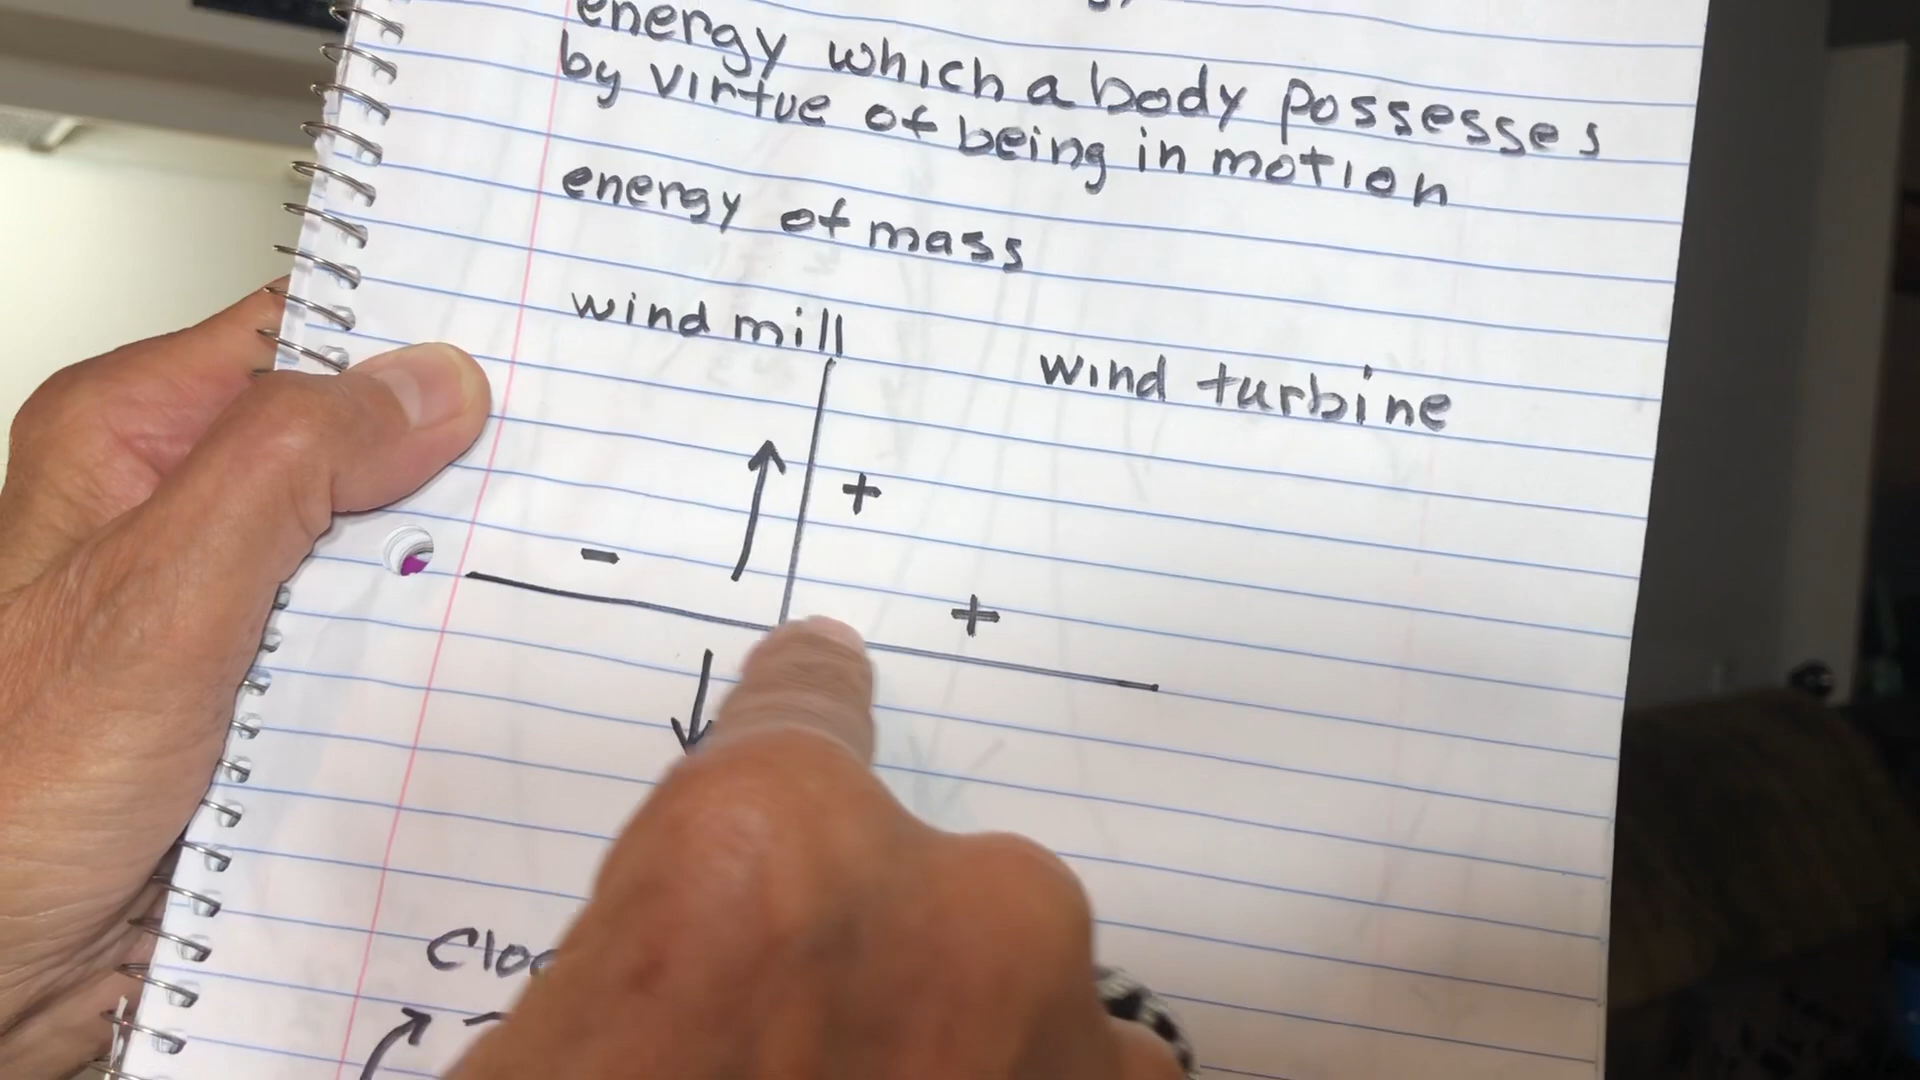 energy which a body possesses
by virtue of being in motion
energy of mass
wind mill
wind turbine
+
-
+